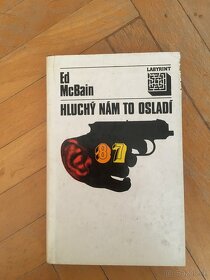 Ed
McBain
LABYRINT
HLUCHÝ NÁM TO OSLADÍ
87